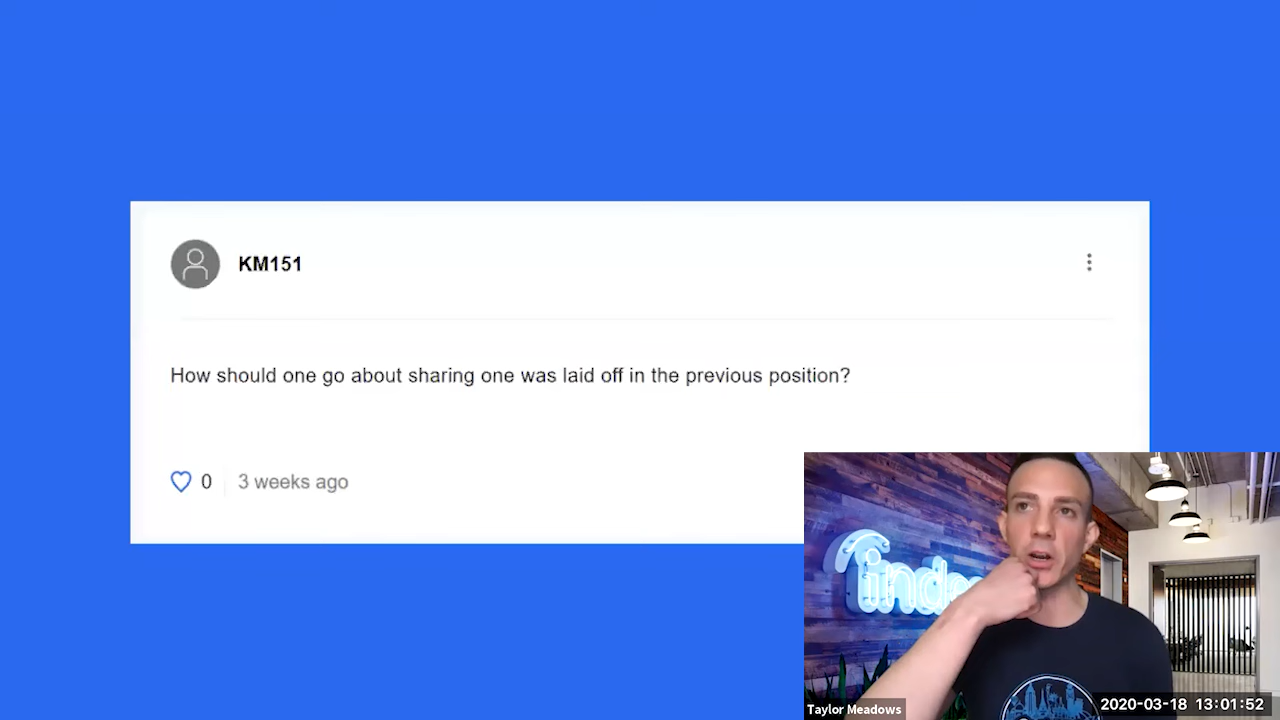 KM151
How should one go about sharing one was laid off in the previous position?
0
3 weeks ago
inde
Taylor Meadows
2020-03-18 13:01:52